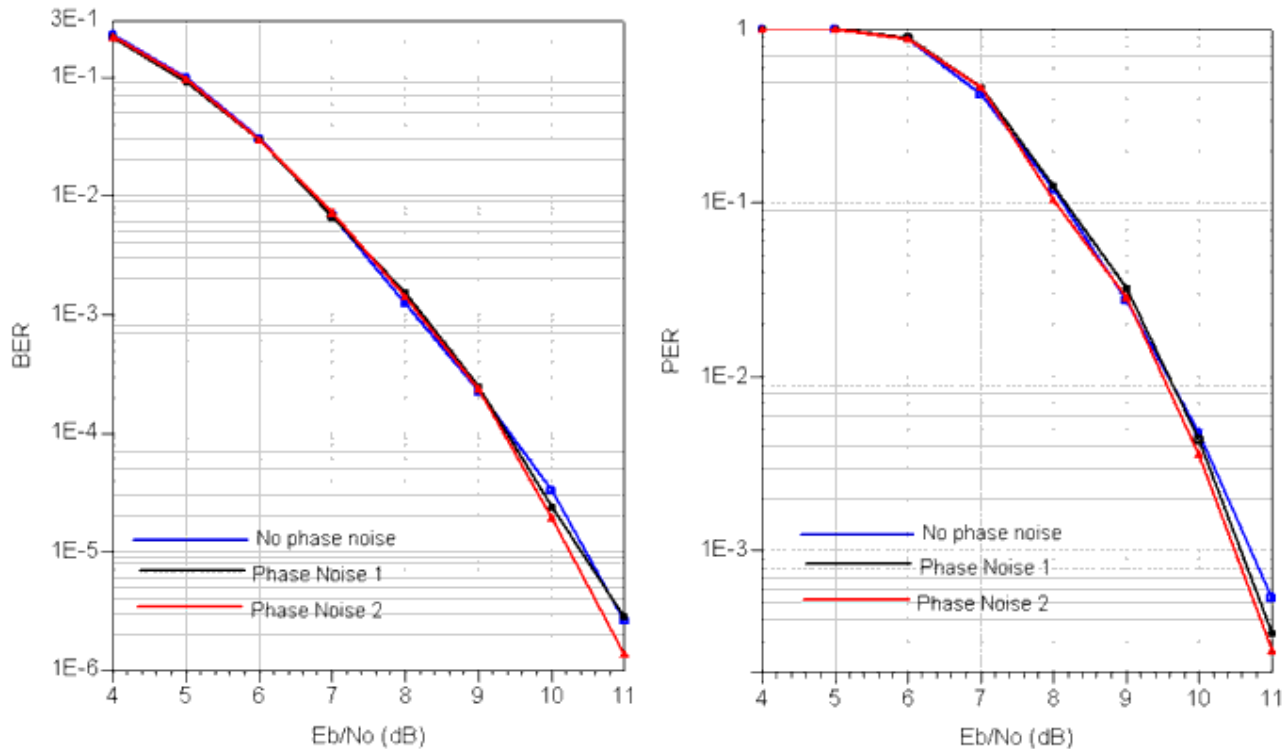 3E-1
1E-1
1E-2
1E-3
1E-4
1E-5
1E-6
BER
No phase noise
Phase Noise 1
Phase Noise 2
4 5 6 7 8 9 10 11
Eb/No (dB)
1
1E-1
1E-2
1E-3
PER
No phase noise
Phase Noise 1
Phase Noise 2
4 5 6 7 8 9 10 11
Eb/No (dB)